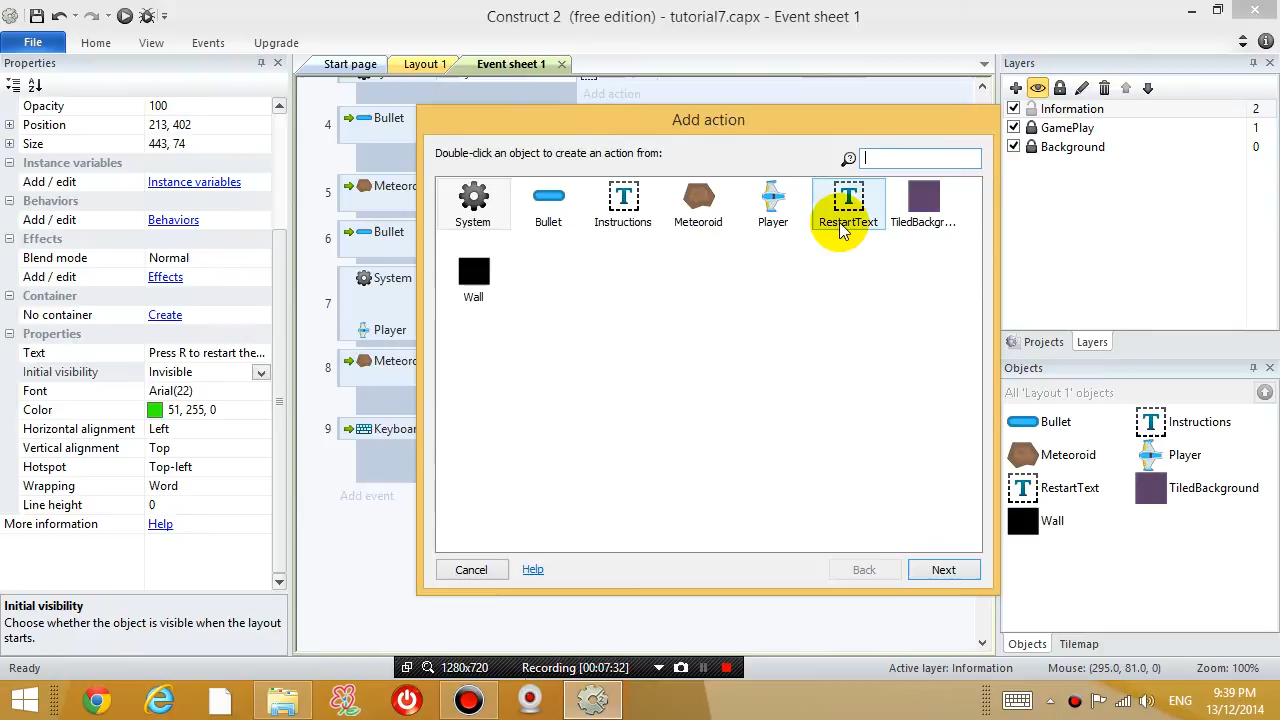 Construct 2 (free edition) - tutorial7.capx - Event sheet 1
File Home View Events Upgrade
Properties
Opacity 100
Position 213, 402
Size 443, 74
Instance variables
Add / edit Instance variables
Behaviors
Add / edit Behaviors
Effects
Blend mode Normal
Add / edit Effects
Container
No container Create
Properties
Text Press R to restart the...
Initial visibility Invisible
Font Arial(22)
Color 51, 255, 0
Horizontal alignment Left
Vertical alignment Top
Hotspot Top-left
Wrapping Word
Line height 0
More information Help
Initial visibility
Choose whether the object is visible when the layout
starts.
Start page Layout 1 Event sheet 1
Add action
4 Bullet
5 Meteoro
6 Bullet
7 System
Player
8 Meteoro
9 Keyboar
Add event
Add action
Double-click an object to create an action from:
System Bullet Instructions Meteoroid Player RestartText TiledBackgr...
Wall
Cancel Help Back Next
Layers
Information 2
GamePlay 1
Background 0
Projects Layers
Objects
All 'Layout 1' objects
Bullet Instructions
Meteoroid Player
RestartText TiledBackground
Wall
Objects Tilemap
Ready
1280x720 Recording [00:07:32]
Active layer: Information Mouse: (295.0, 81.0, 0) Zoom: 100%
ENG
9:39 PM
13/12/2014